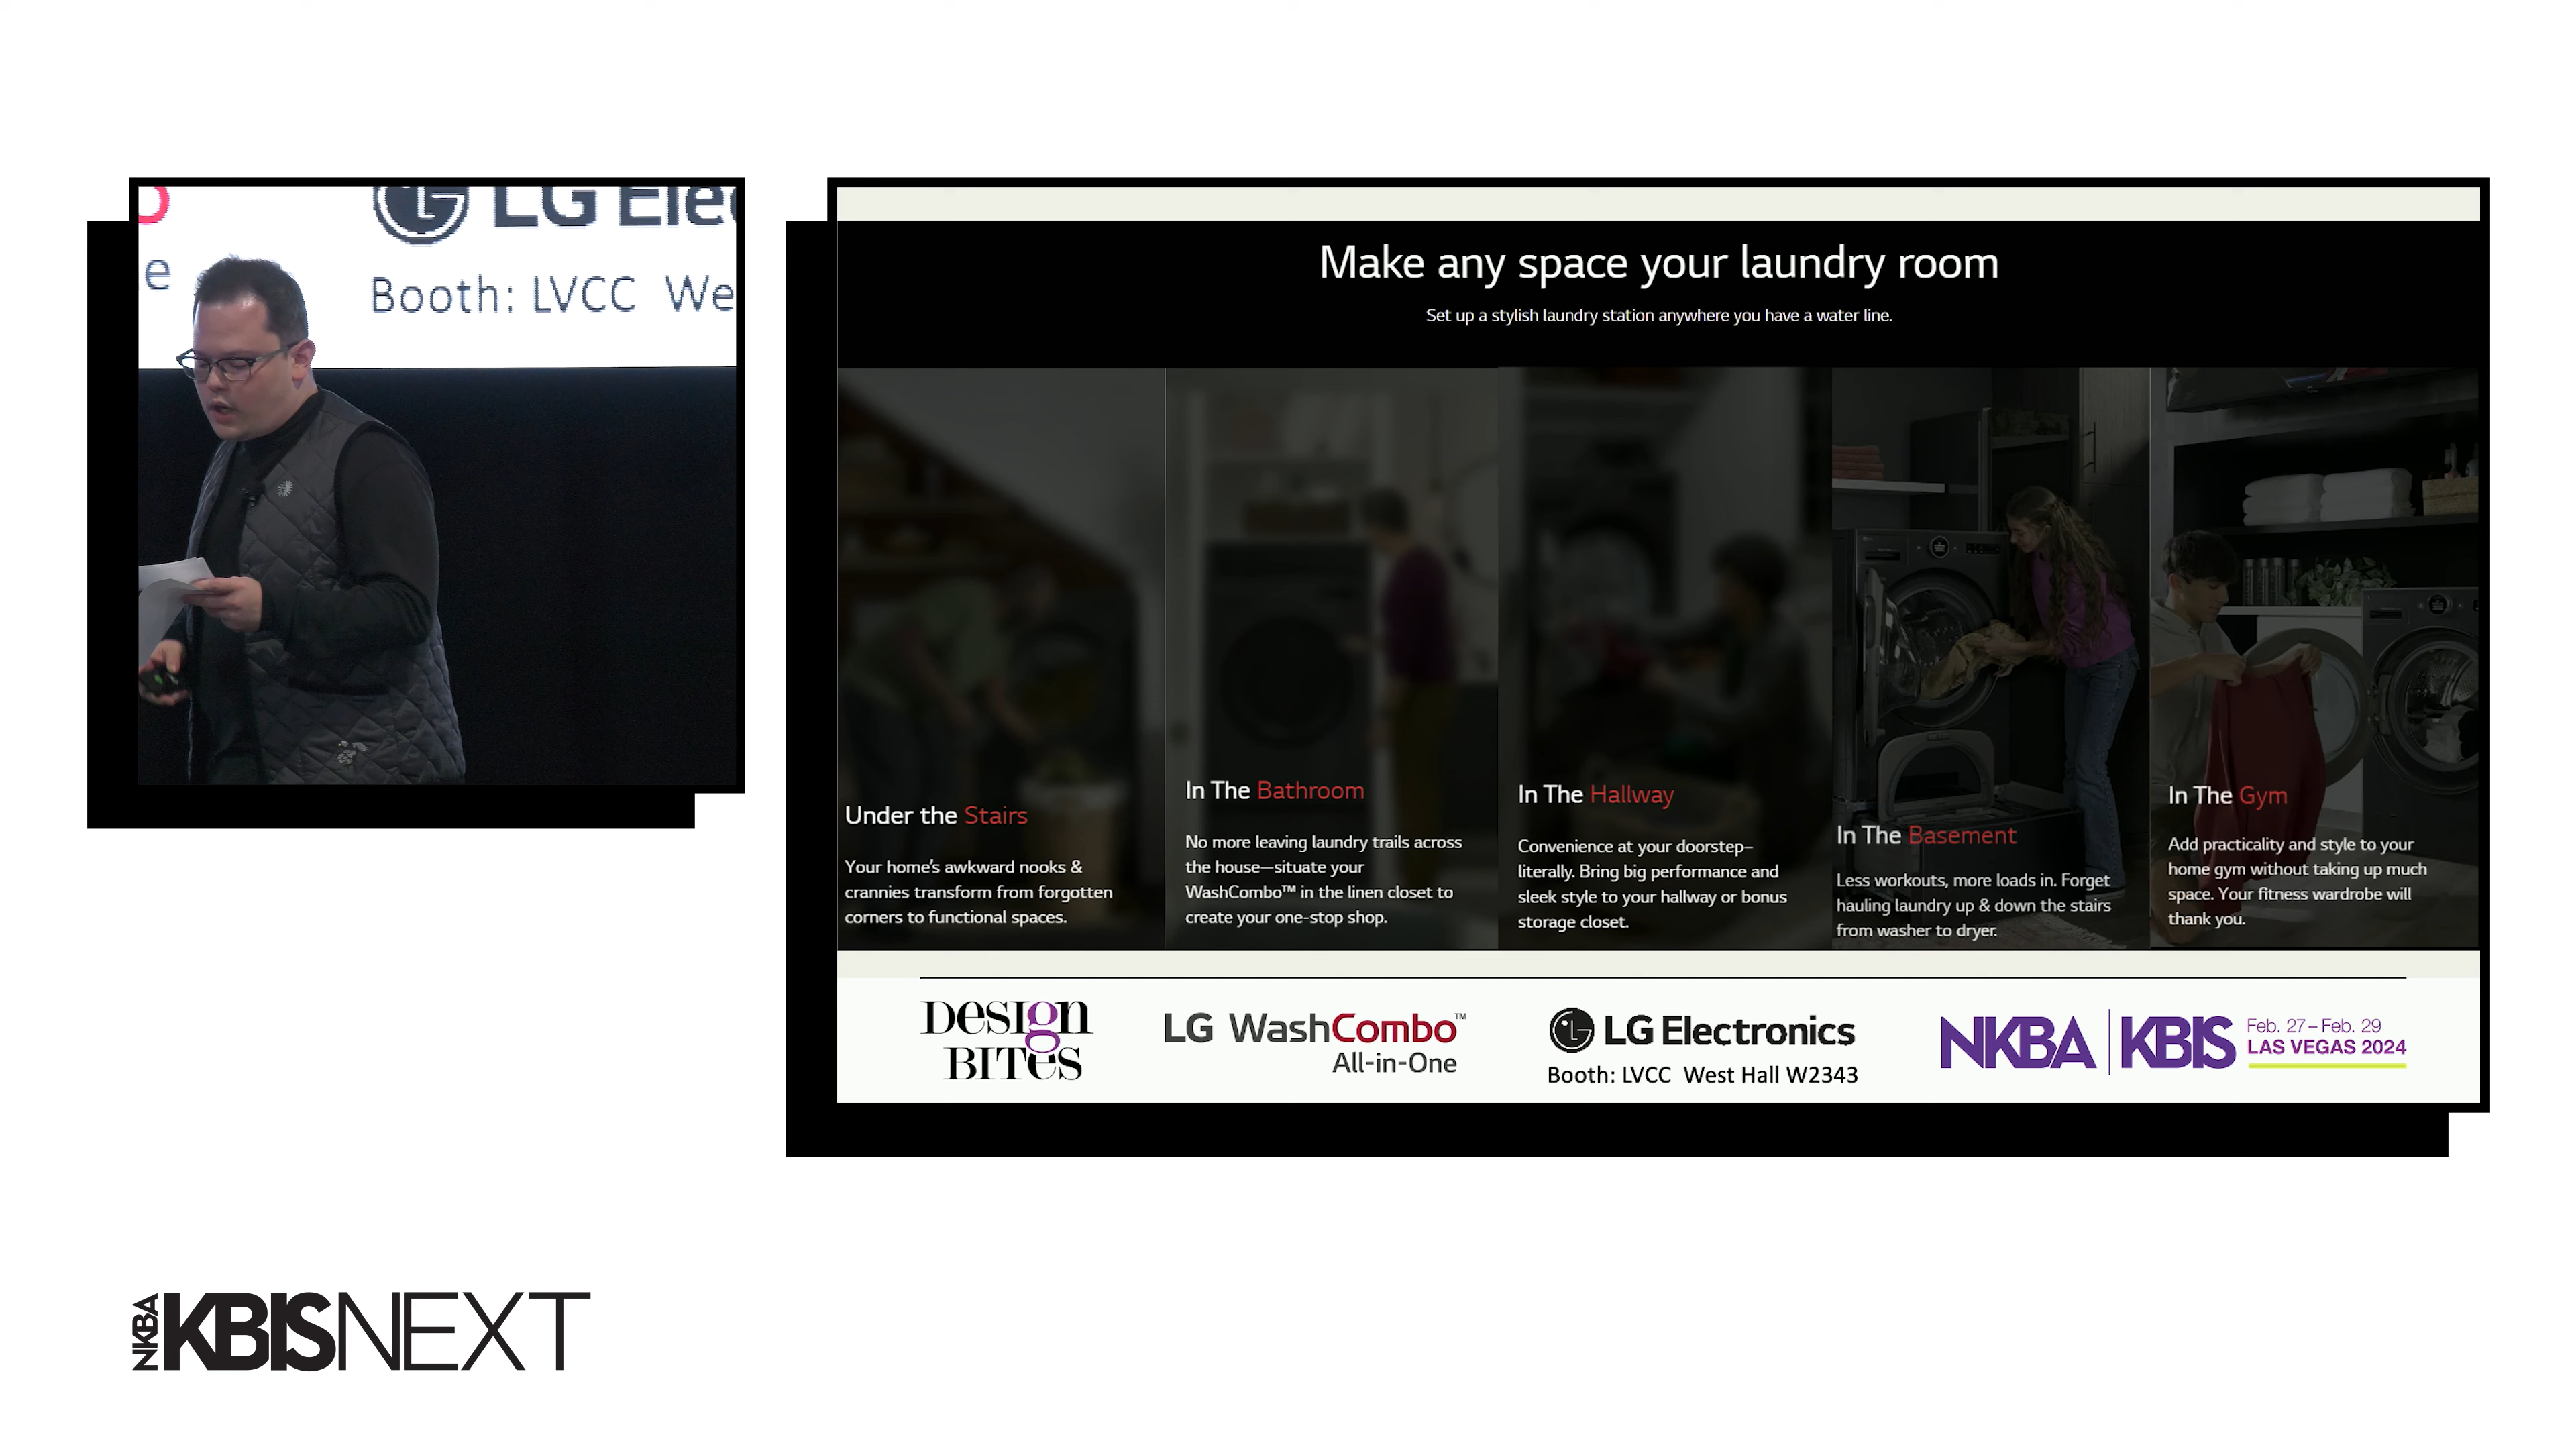 LG Elec
e
Booth: LVCC We
Make any space your laundry room
Set up a stylish laundry station anywhere you have a water line.
Under the Stairs
Your home's awkward nooks &
crannies transform from forgotten
corners to functional spaces.
In The Bathroom
No more leaving laundry trails across
the house—situate your
WashCombo™ in the linen closet to
create your one-stop shop.
In The Hallway
Convenience at your doorstep–
literally. Bring big performance and
sleek style to your hallway or bonus
storage closet.
In The Basement
Less workouts, more loads in. Forget
hauling laundry up & down the stairs
from washer to dryer.
In The Gym
Add practicality and style to your
home gym without taking up much
space. Your fitness wardrobe will
thank you.
DESIgn
BITeS
LG WashCombo™
All-in-One
LG Electronics
Booth: LVCC West Hall W2343
NKBA | KBIS
Feb. 27 – Feb. 29
LAS VEGAS 2024
NKBA KBISNEXT